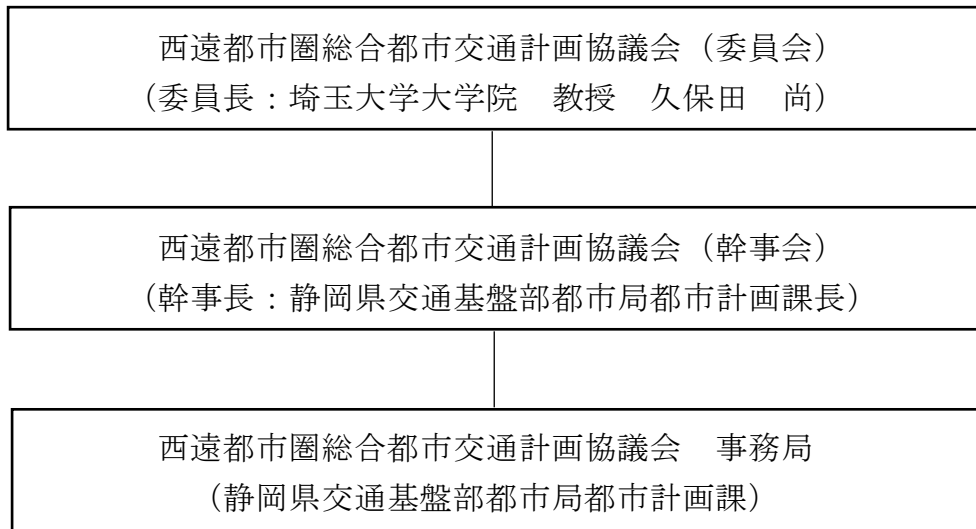 西遠都市圏総合都市交通計画協議会（委員会）
（委員長：埼玉大学大学院　教授　久保田　尚）
西遠都市圏総合都市交通計画協議会（幹事会）
（幹事長：静岡県交通基盤部都市局都市計画課長）
西遠都市圏総合都市交通計画協議会　事務局
（静岡県交通基盤部都市局都市計画課）